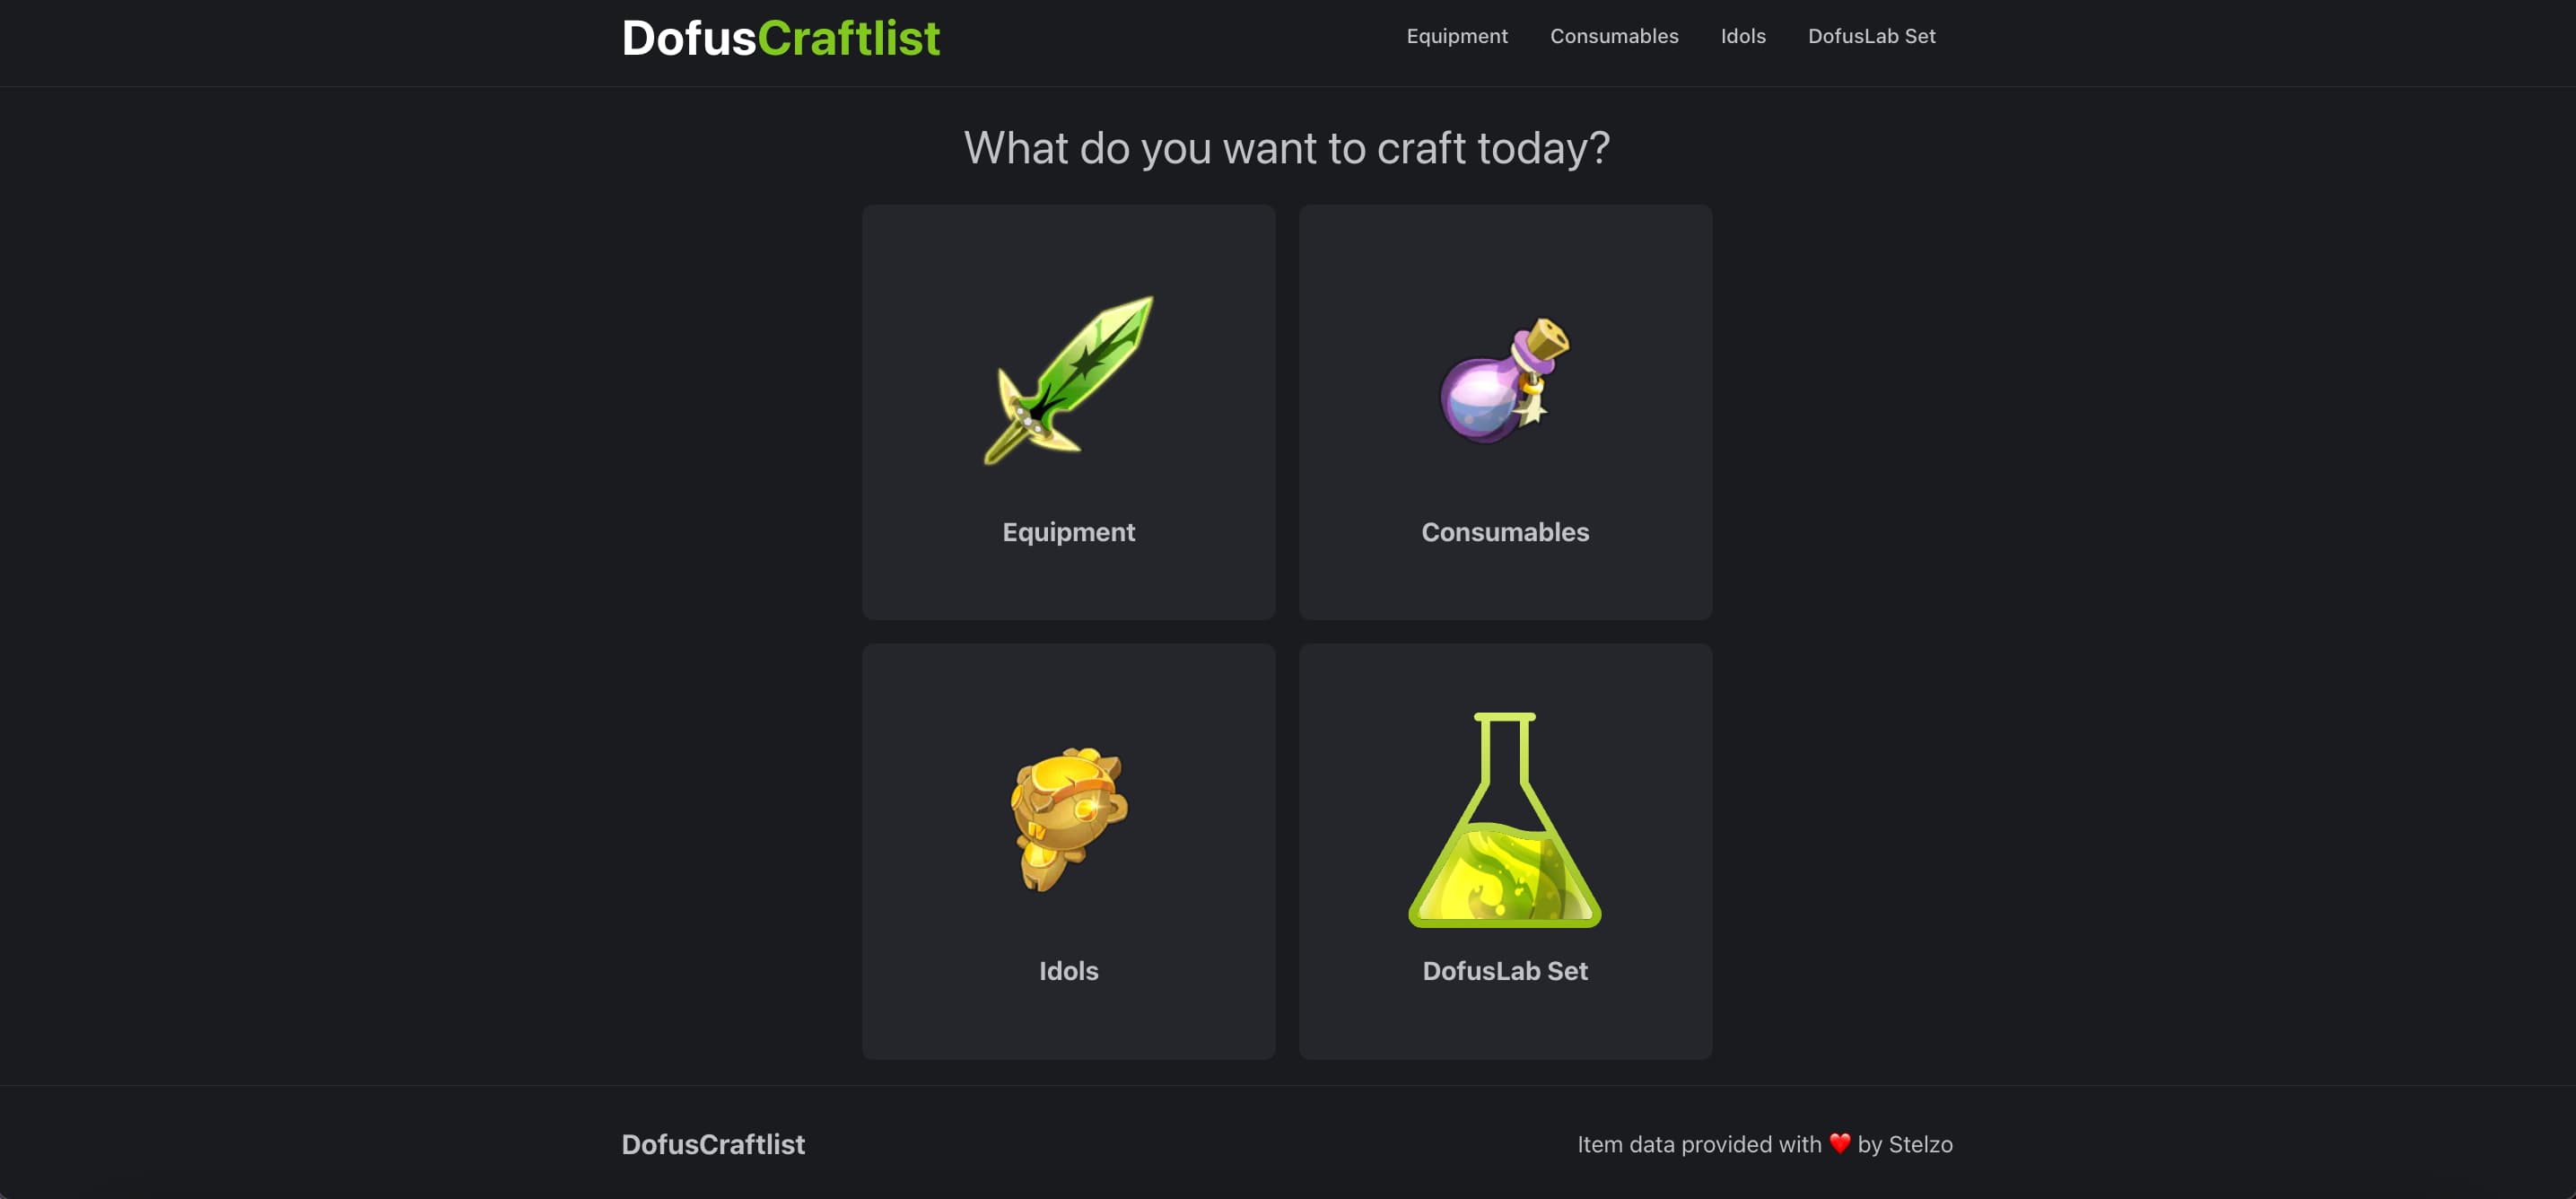 DofusCraftlist
Equipment Consumables Idols DofusLab Set
What do you want to craft today?
Equipment
Consumables
Idols
DofusLab Set
DofusCraftlist
Item data provided with ❤️ by Stelzo